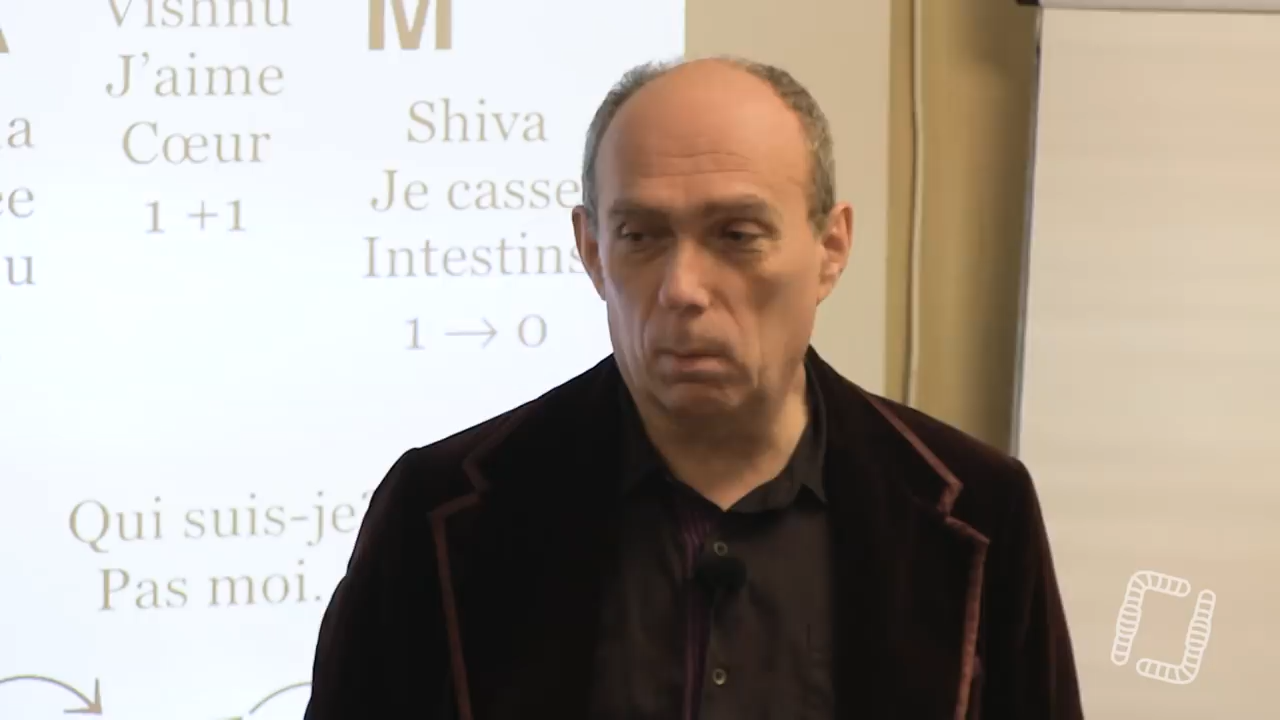 Vishnu
J'aime
Cœur
1 +1
M
Shiva
Je casse
Intestins
1 → 0
Qui suis-je?
Pas moi.